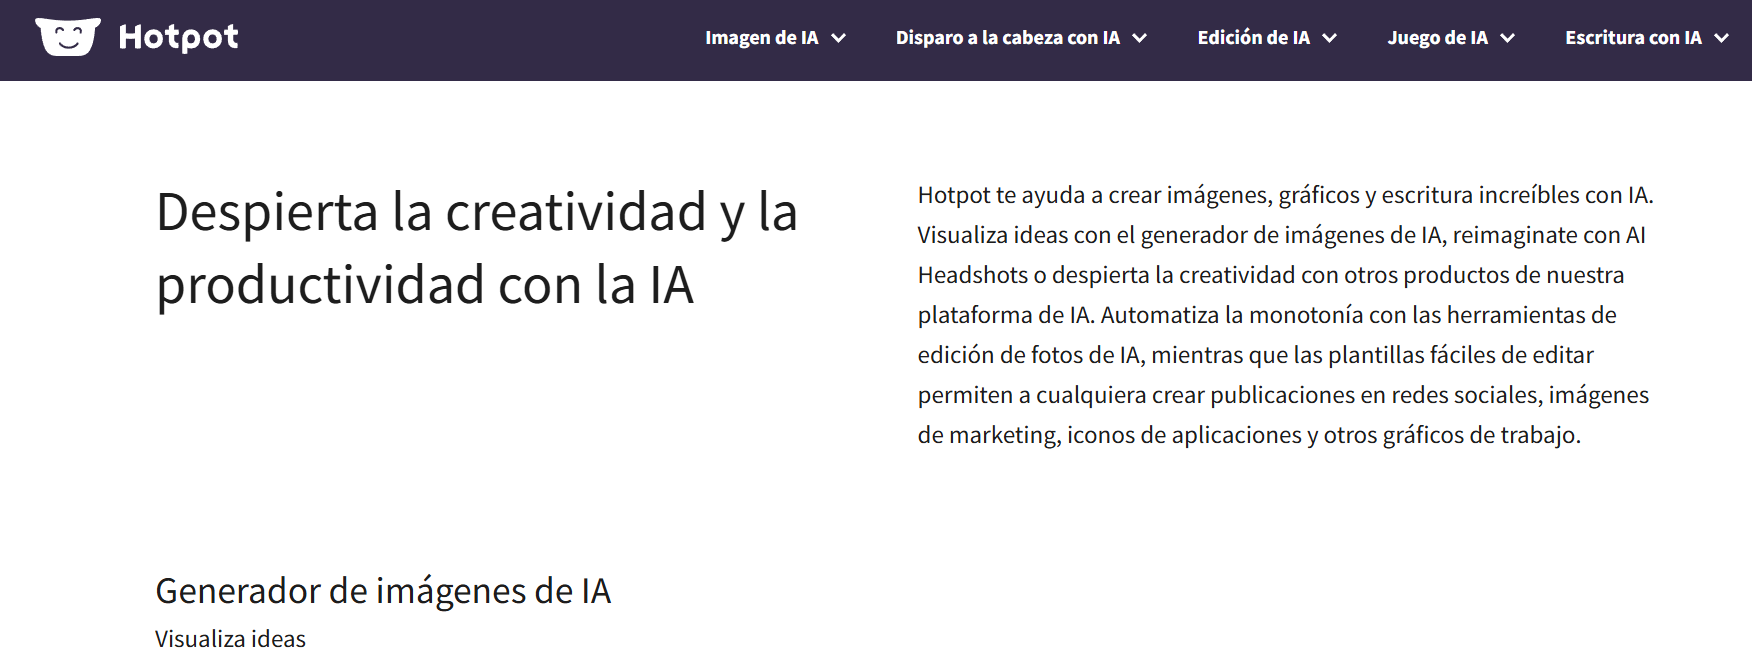 Hotpot
Imagen de IA
Disparo a la cabeza con IA
Edición de IA
Juego de IA
Escritura con IA
Despierta la creatividad y la
productividad con la IA
Hotpot te ayuda a crear imágenes, gráficos y escritura increíbles con IA.
Visualiza ideas con el generador de imágenes de IA, reimaginate con AI
Headshots o despierta la creatividad con otros productos de nuestra
plataforma de IA. Automatiza la monotonía con las herramientas de
edición de fotos de IA, mientras que las plantillas fáciles de editar
permiten a cualquiera crear publicaciones en redes sociales, imágenes
de marketing, iconos de aplicaciones y otros gráficos de trabajo.
Generador de imágenes de IA
Visualiza ideas